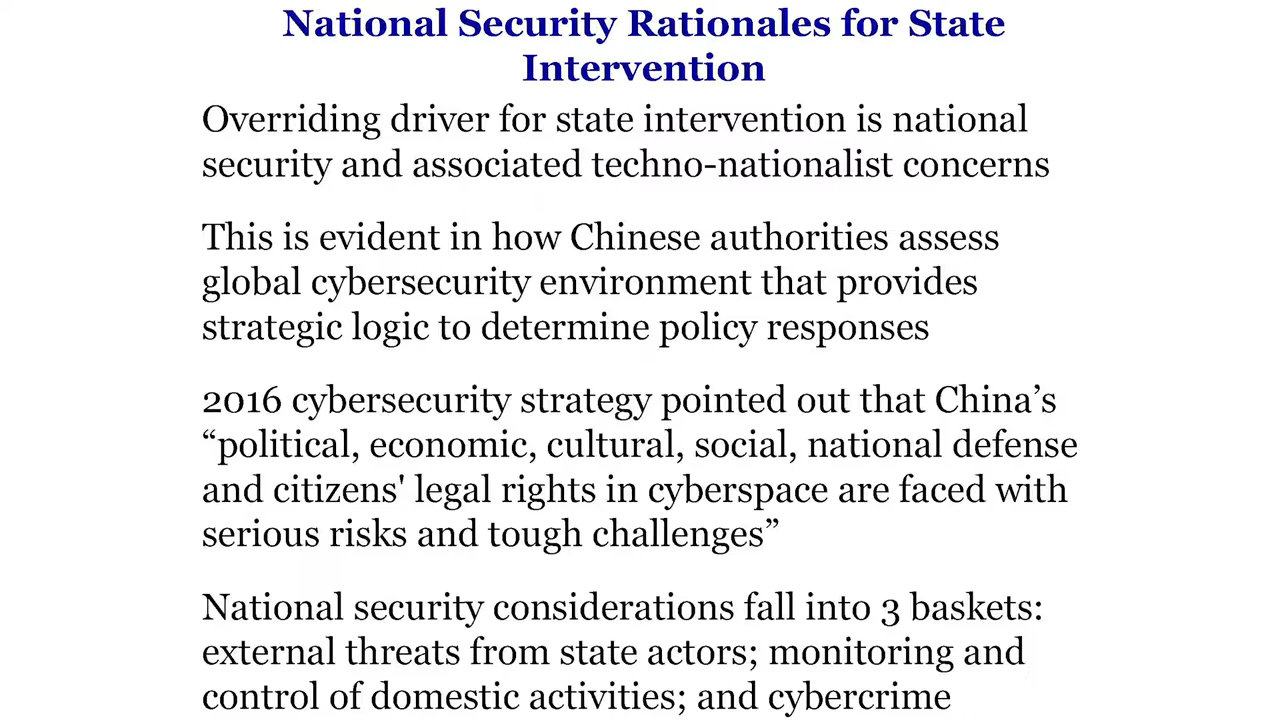 National Security Rationales for State
Intervention
Overriding driver for state intervention is national
security and associated techno-nationalist concerns
This is evident in how Chinese authorities assess
global cybersecurity environment that provides
strategic logic to determine policy responses
2016 cybersecurity strategy pointed out that China’s
“political, economic, cultural, social, national defense
and citizens' legal rights in cyberspace are faced with
serious risks and tough challenges”
National security considerations fall into 3 baskets:
external threats from state actors; monitoring and
control of domestic activities; and cybercrime